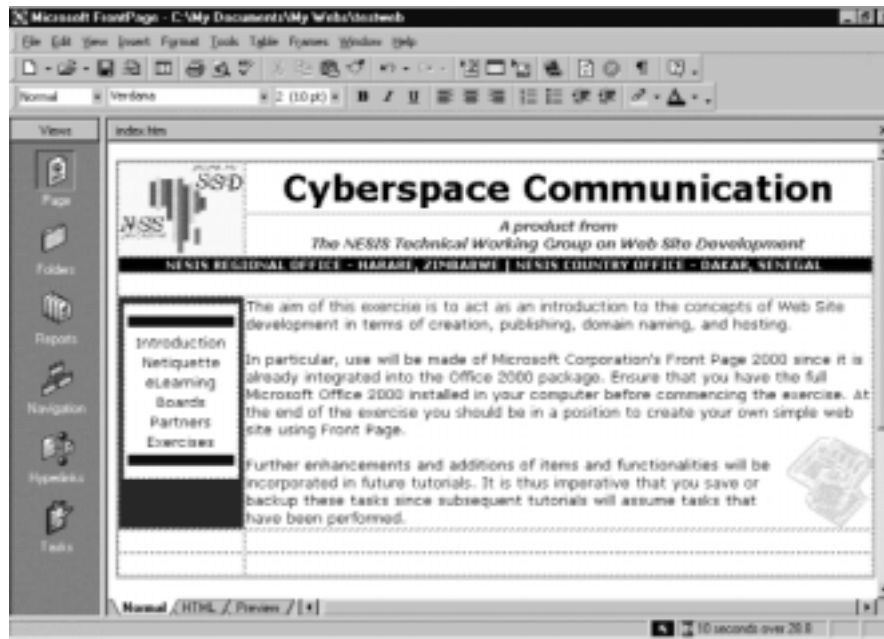 Microsoft FrontPage - C:\My Documents\My Webs\testweb
File Edit View Insert Format Tools Table Frames Window Help
Normal Verdana 2 (10 pt) B I U
Views index.htm
Page
Folders
Reports
Navigation
Hyperlinks
Tasks
NSIS
Cyberspace Communication
A product from
The NESIS Technical Working Group on Web Site Development
NESIS REGIONAL OFFICE - HARARE, ZIMBABWE | NESIS COUNTRY OFFICE - DAKAR, SENEGAL
Introduction
Netiquette
eLearning
Boards
Partners
Exercises
The aim of this exercise is to act as an introduction to the concepts of Web Site
development in terms of creation, publishing, domain naming, and hosting.
In particular, use will be made of Microsoft Corporation's Front Page 2000 since it is
already integrated into the Office 2000 package. Ensure that you have the full
Microsoft Office 2000 installed in your computer before commencing the exercise. At
the end of the exercise you should be in a position to create your own simple web
site using Front Page.
Further enhancements and additions of items and functionalities will be
incorporated in future tutorials. It is thus imperative that you save or
backup these tasks since subsequent tutorials will assume tasks that
have been performed.
Normal HTML Preview
10 seconds over 28.8